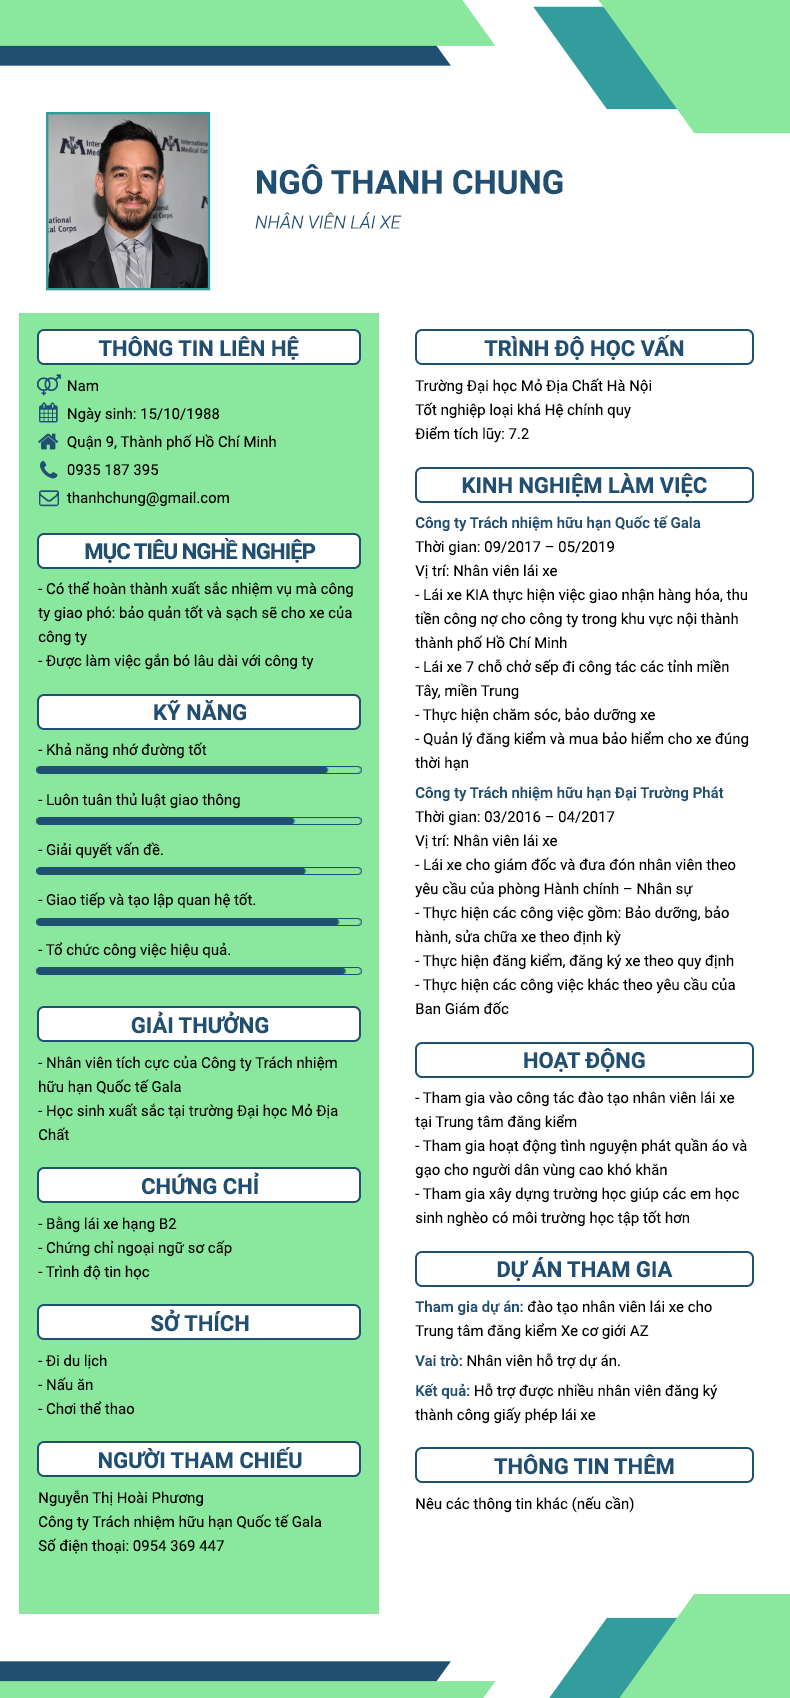 NGÔ THANH CHUNG
NHÂN VIÊN LÁI XE
THÔNG TIN LIÊN HỆ
Nam
Ngày sinh: 15/10/1988
Quận 9, Thành phố Hồ Chí Minh
0935 187 395
thanhchung@gmail.com
MỤC TIÊU NGHỀ NGHIỆP
- Có thể hoàn thành xuất sắc nhiệm vụ mà công
ty giao phó: bảo quản tốt và sạch sẽ cho xe của
công ty
- Được làm việc gắn bó lâu dài với công ty
KỸ NĂNG
- Khả năng nhớ đường tốt
- Luôn tuân thủ luật giao thông
- Giải quyết vấn đề.
- Giao tiếp và tạo lập quan hệ tốt.
- Tổ chức công việc hiệu quả.
GIẢI THƯỞNG
- Nhân viên tích cực của Công ty Trách nhiệm
hữu hạn Quốc tế Gala
- Học sinh xuất sắc tại trường Đại học Mỏ Địa
Chất
CHỨNG CHỈ
- Bằng lái xe hạng B2
- Chứng chỉ ngoại ngữ sơ cấp
- Trình độ tin học
SỞ THÍCH
- Đi du lịch
- Nấu ăn
- Chơi thể thao
NGƯỜI THAM CHIẾU
Nguyễn Thị Hoài Phương
Công ty Trách nhiệm hữu hạn Quốc tế Gala
Số điện thoại: 0954 369 447
TRÌNH ĐỘ HỌC VẤN
Trường Đại học Mỏ Địa Chất Hà Nội
Tốt nghiệp loại khá Hệ chính quy
Điểm tích lũy: 7.2
KINH NGHIỆM LÀM VIỆC
Công ty Trách nhiệm hữu hạn Quốc tế Gala
Thời gian: 09/2017 – 05/2019
Vị trí: Nhân viên lái xe
- Lái xe KIA thực hiện việc giao nhận hàng hóa, thu
tiền công nợ cho công ty trong khu vực nội thành
thành phố Hồ Chí Minh
- Lái xe 7 chỗ chở sếp đi công tác các tỉnh miền
Tây, miền Trung
- Thực hiện chăm sóc, bảo dưỡng xe
- Quản lý đăng kiểm và mua bảo hiểm cho xe đúng
thời hạn
Công ty Trách nhiệm hữu hạn Đại Trường Phát
Thời gian: 03/2016 – 04/2017
Vị trí: Nhân viên lái xe
- Lái xe cho giám đốc và đưa đón nhân viên theo
yêu cầu của phòng Hành chính – Nhân sự
- Thực hiện các công việc gồm: Bảo dưỡng, bảo
hành, sửa chữa xe theo định kỳ
- Thực hiện đăng kiểm, đăng ký xe theo quy định
- Thực hiện các công việc khác theo yêu cầu của
Ban Giám đốc
HOẠT ĐỘNG
- Tham gia vào công tác đào tạo nhân viên lái xe
tại Trung tâm đăng kiểm
- Tham gia hoạt động tình nguyện phát quần áo và
gạo cho người dân vùng cao khó khăn
- Tham gia xây dựng trường học giúp các em học
sinh nghèo có môi trường học tập tốt hơn
DỰ ÁN THAM GIA
Tham gia dự án: đào tạo nhân viên lái xe cho
Trung tâm đăng kiểm Xe cơ giới AZ
Vai trò: Nhân viên hỗ trợ dự án.
Kết quả: Hỗ trợ được nhiều nhân viên đăng ký
thành công giấy phép lái xe
THÔNG TIN THÊM
Nêu các thông tin khác (nếu cần)